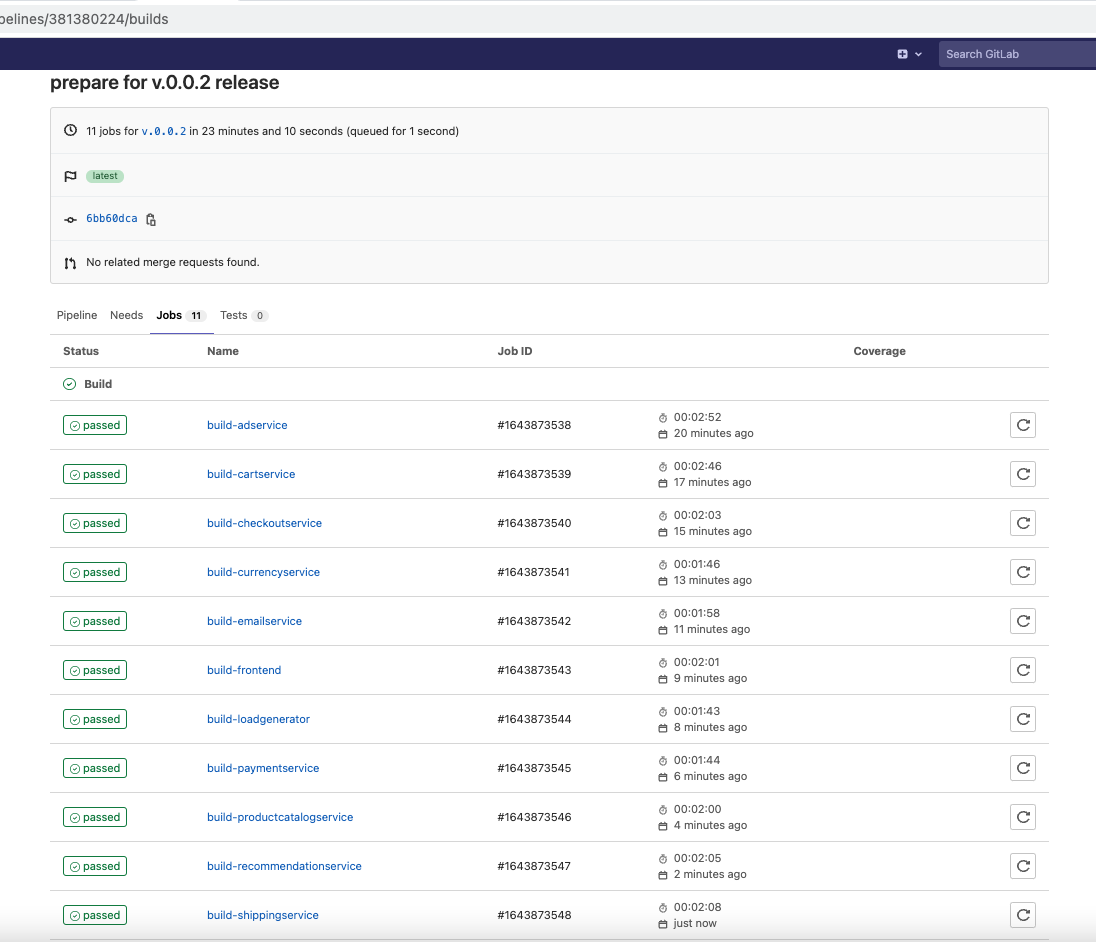 pelines/381380224/builds
Search GitLab
prepare for v.0.0.2 release
11 jobs for v.0.0.2 in 23 minutes and 10 seconds (queued for 1 second)
latest
6bb60dca
No related merge requests found.
Pipeline Needs Jobs 11 Tests 0
Status Name Job ID Coverage
Build
passed build-adservice #1643873538 00:02:52
20 minutes ago
passed build-cartservice #1643873539 00:02:46
17 minutes ago
passed build-checkoutservice #1643873540 00:02:03
15 minutes ago
passed build-currencyservice #1643873541 00:01:46
13 minutes ago
passed build-emailservice #1643873542 00:01:58
11 minutes ago
passed build-frontend #1643873543 00:02:01
9 minutes ago
passed build-loadgenerator #1643873544 00:01:43
8 minutes ago
passed build-paymentservice #1643873545 00:01:44
6 minutes ago
passed build-productcatalogservice #1643873546 00:02:00
4 minutes ago
passed build-recommendationservice #1643873547 00:02:05
2 minutes ago
passed build-shippingservice #1643873548 00:02:08
just now